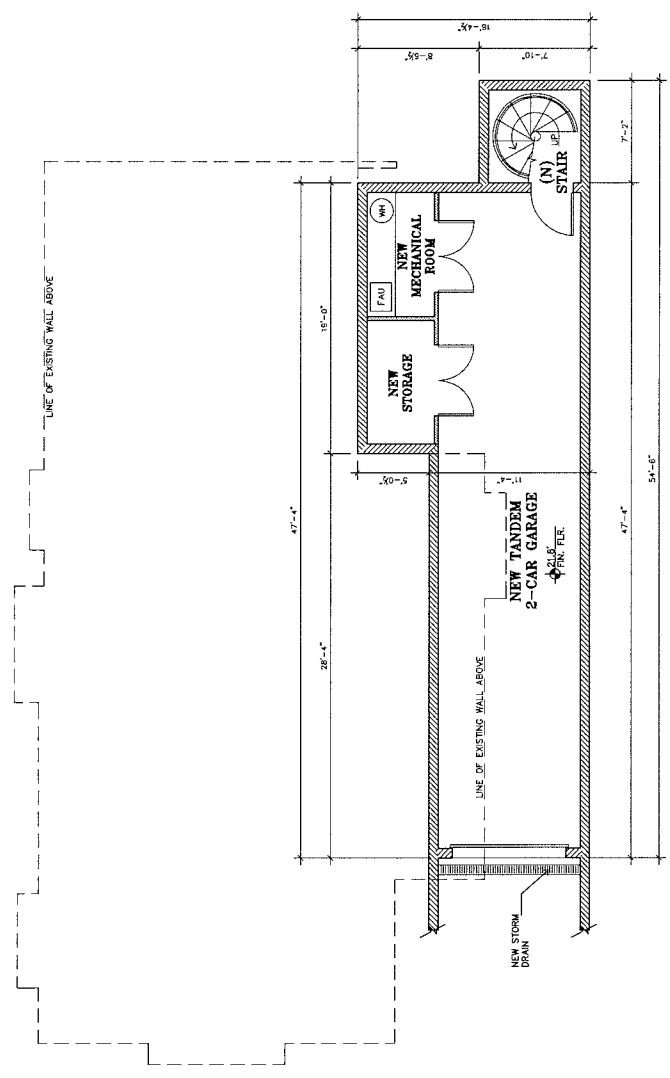 16'-4½"
8'-6½"
7'-10"
LINE OF EXISTING WALL ABOVE
UP
(N)
STAIR
7'-2"
WH
NEW
MECHANICAL
ROOM
FAU
19'-0"
NEW
STORAGE
5'-0½"
11'-4"
47'-4"
28'-4"
NEW TANDEM
2-CAR GARAGE
21.8'
FIN. FLR.
47'-4"
54'-6"
LINE OF EXISTING WALL ABOVE
NEW STORM
DRAIN